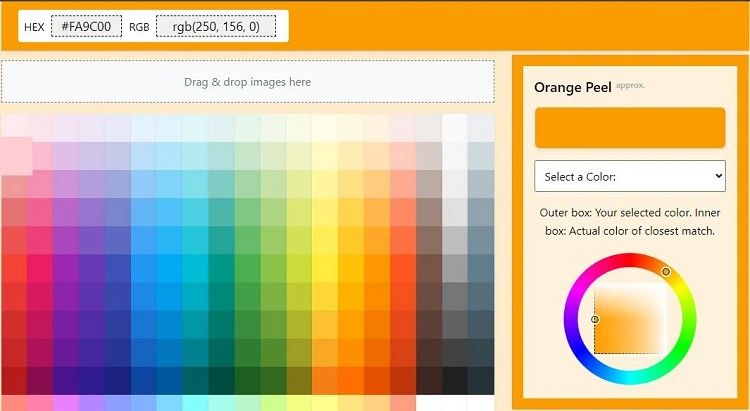 HEX #FA9C00 RGB rgb(250, 156, 0)
Drag & drop images here
Orange Peel approx.
Select a Color:
Outer box: Your selected color. Inner
box: Actual color of closest match.